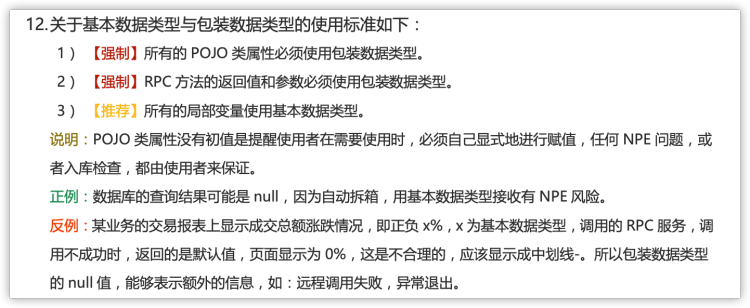 12.关于基本数据类型与包装数据类型的使用标准如下：
1） 【强制】所有的 POJO 类属性必须使用包装数据类型。
2） 【强制】RPC 方法的返回值和参数必须使用包装数据类型。
3） 【推荐】所有的局部变量使用基本数据类型。
说明：POJO 类属性没有初值是提醒使用者在需要使用时，必须自己显式地进行赋值，任何 NPE 问题，或
者入库检查，都由使用者来保证。
正例：数据库的查询结果可能是 null，因为自动拆箱，用基本数据类型接收有 NPE 风险。
反例：某业务的交易报表上显示成交总额涨跌情况，即正负 x%，x 为基本数据类型，调用的 RPC 服务，调
用不成功时，返回的是默认值，页面显示为 0%，这是不合理的，应该显示成中划线-。所以包装数据类型
的 null 值，能够表示额外的信息，如：远程调用失败，异常退出。